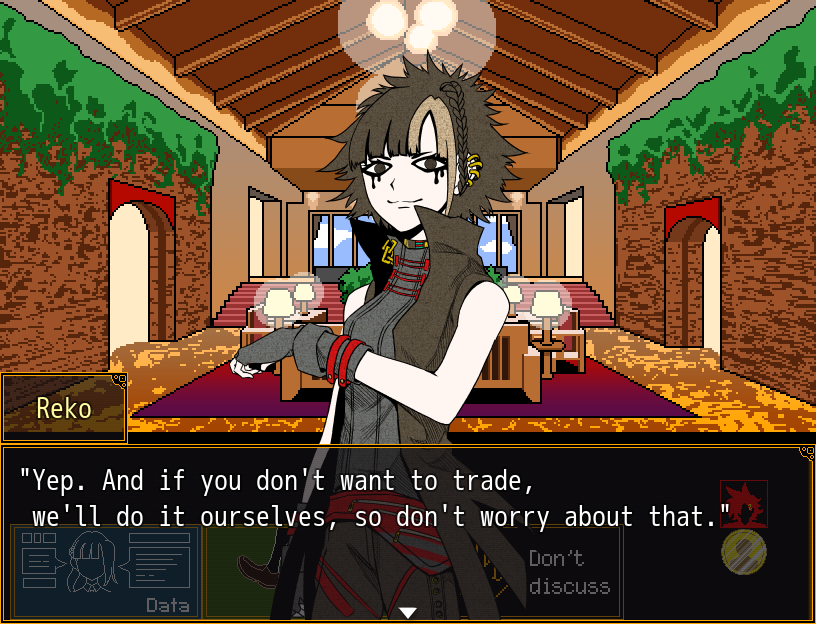 Reko
"Yep. And if you don't want to trade,
we'll do it ourselves, so don't worry about that."
Data
Don't
discuss